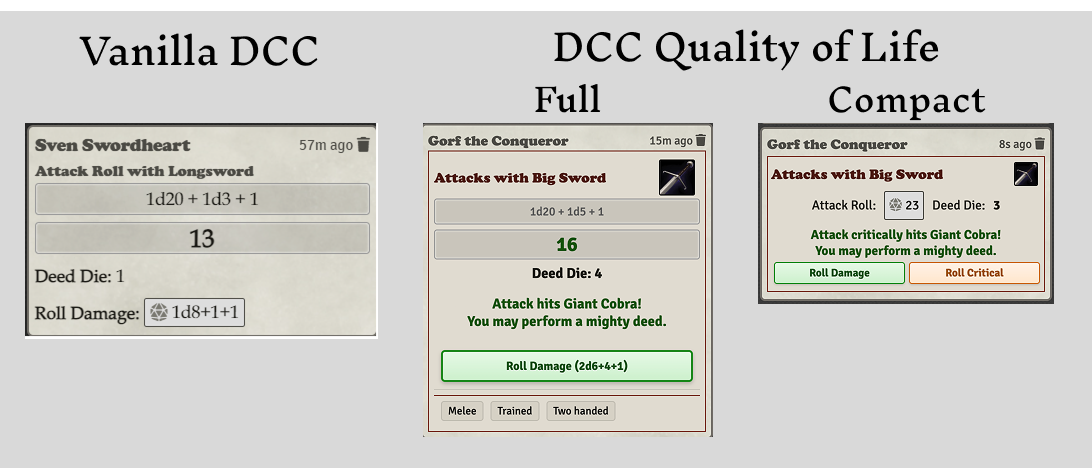 Vanilla DCC
DCC Quality of Life
Full
Compact
Sven Swordheart 57m ago
Attack Roll with Longsword
1d20 + 1d3 + 1
13
Deed Die: 1
Roll Damage: 1d8+1+1
Gorf the Conqueror 15m ago
Attacks with Big Sword
1d20 + 1d5 + 1
16
Deed Die: 4
Attack hits Giant Cobra!
You may perform a mighty deed.
Roll Damage (2d6+4+1)
Melee Trained Two handed
Gorf the Conqueror 8s ago
Attacks with Big Sword
Attack Roll: 23 Deed Die: 3
Attack critically hits Giant Cobra!
You may perform a mighty deed.
Roll Damage Roll Critical